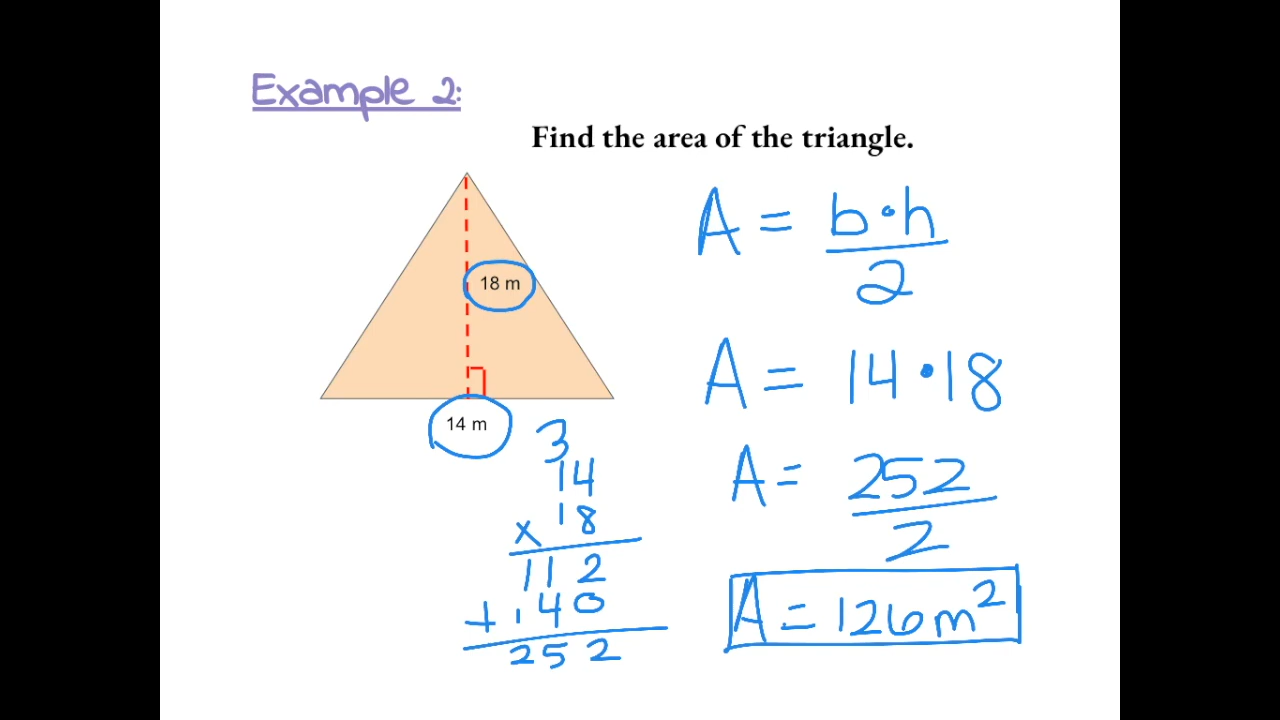 Example 2:
Find the area of the triangle.
18 m
14 m
A = b·h
2
A = 14·18
A = 252
2
A = 126m²
3
14
x 18
112
+ 140
252